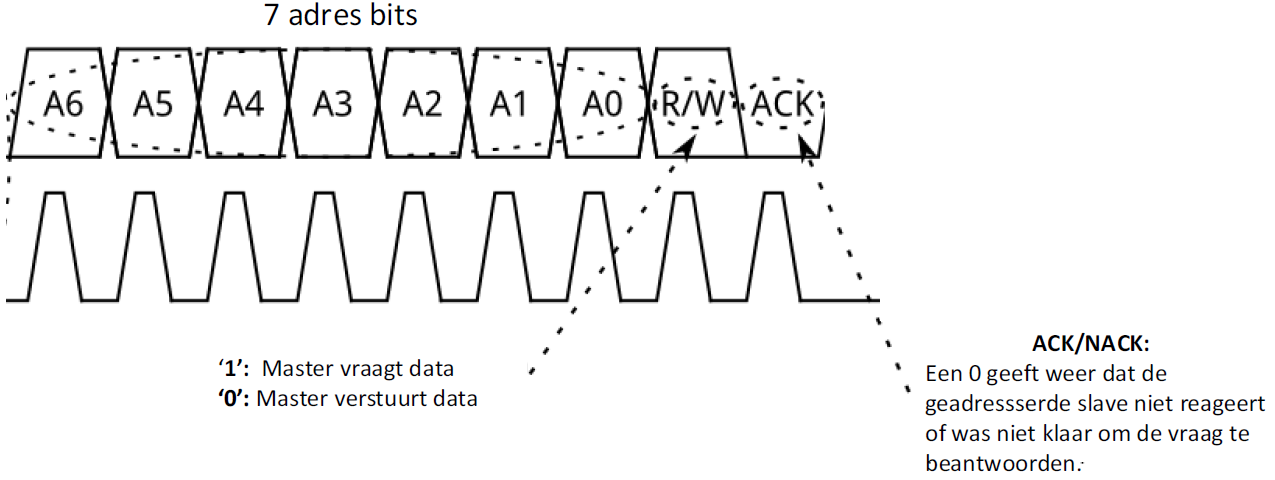 7 adres bits
A6 A5 A4 A3 A2 A1 A0 R/W ACK
‘1’: Master vraagt data
‘0’: Master verstuurt data
ACK/NACK:
Een 0 geeft weer dat de
geadressserde slave niet reageert
of was niet klaar om de vraag te
beantwoorden.